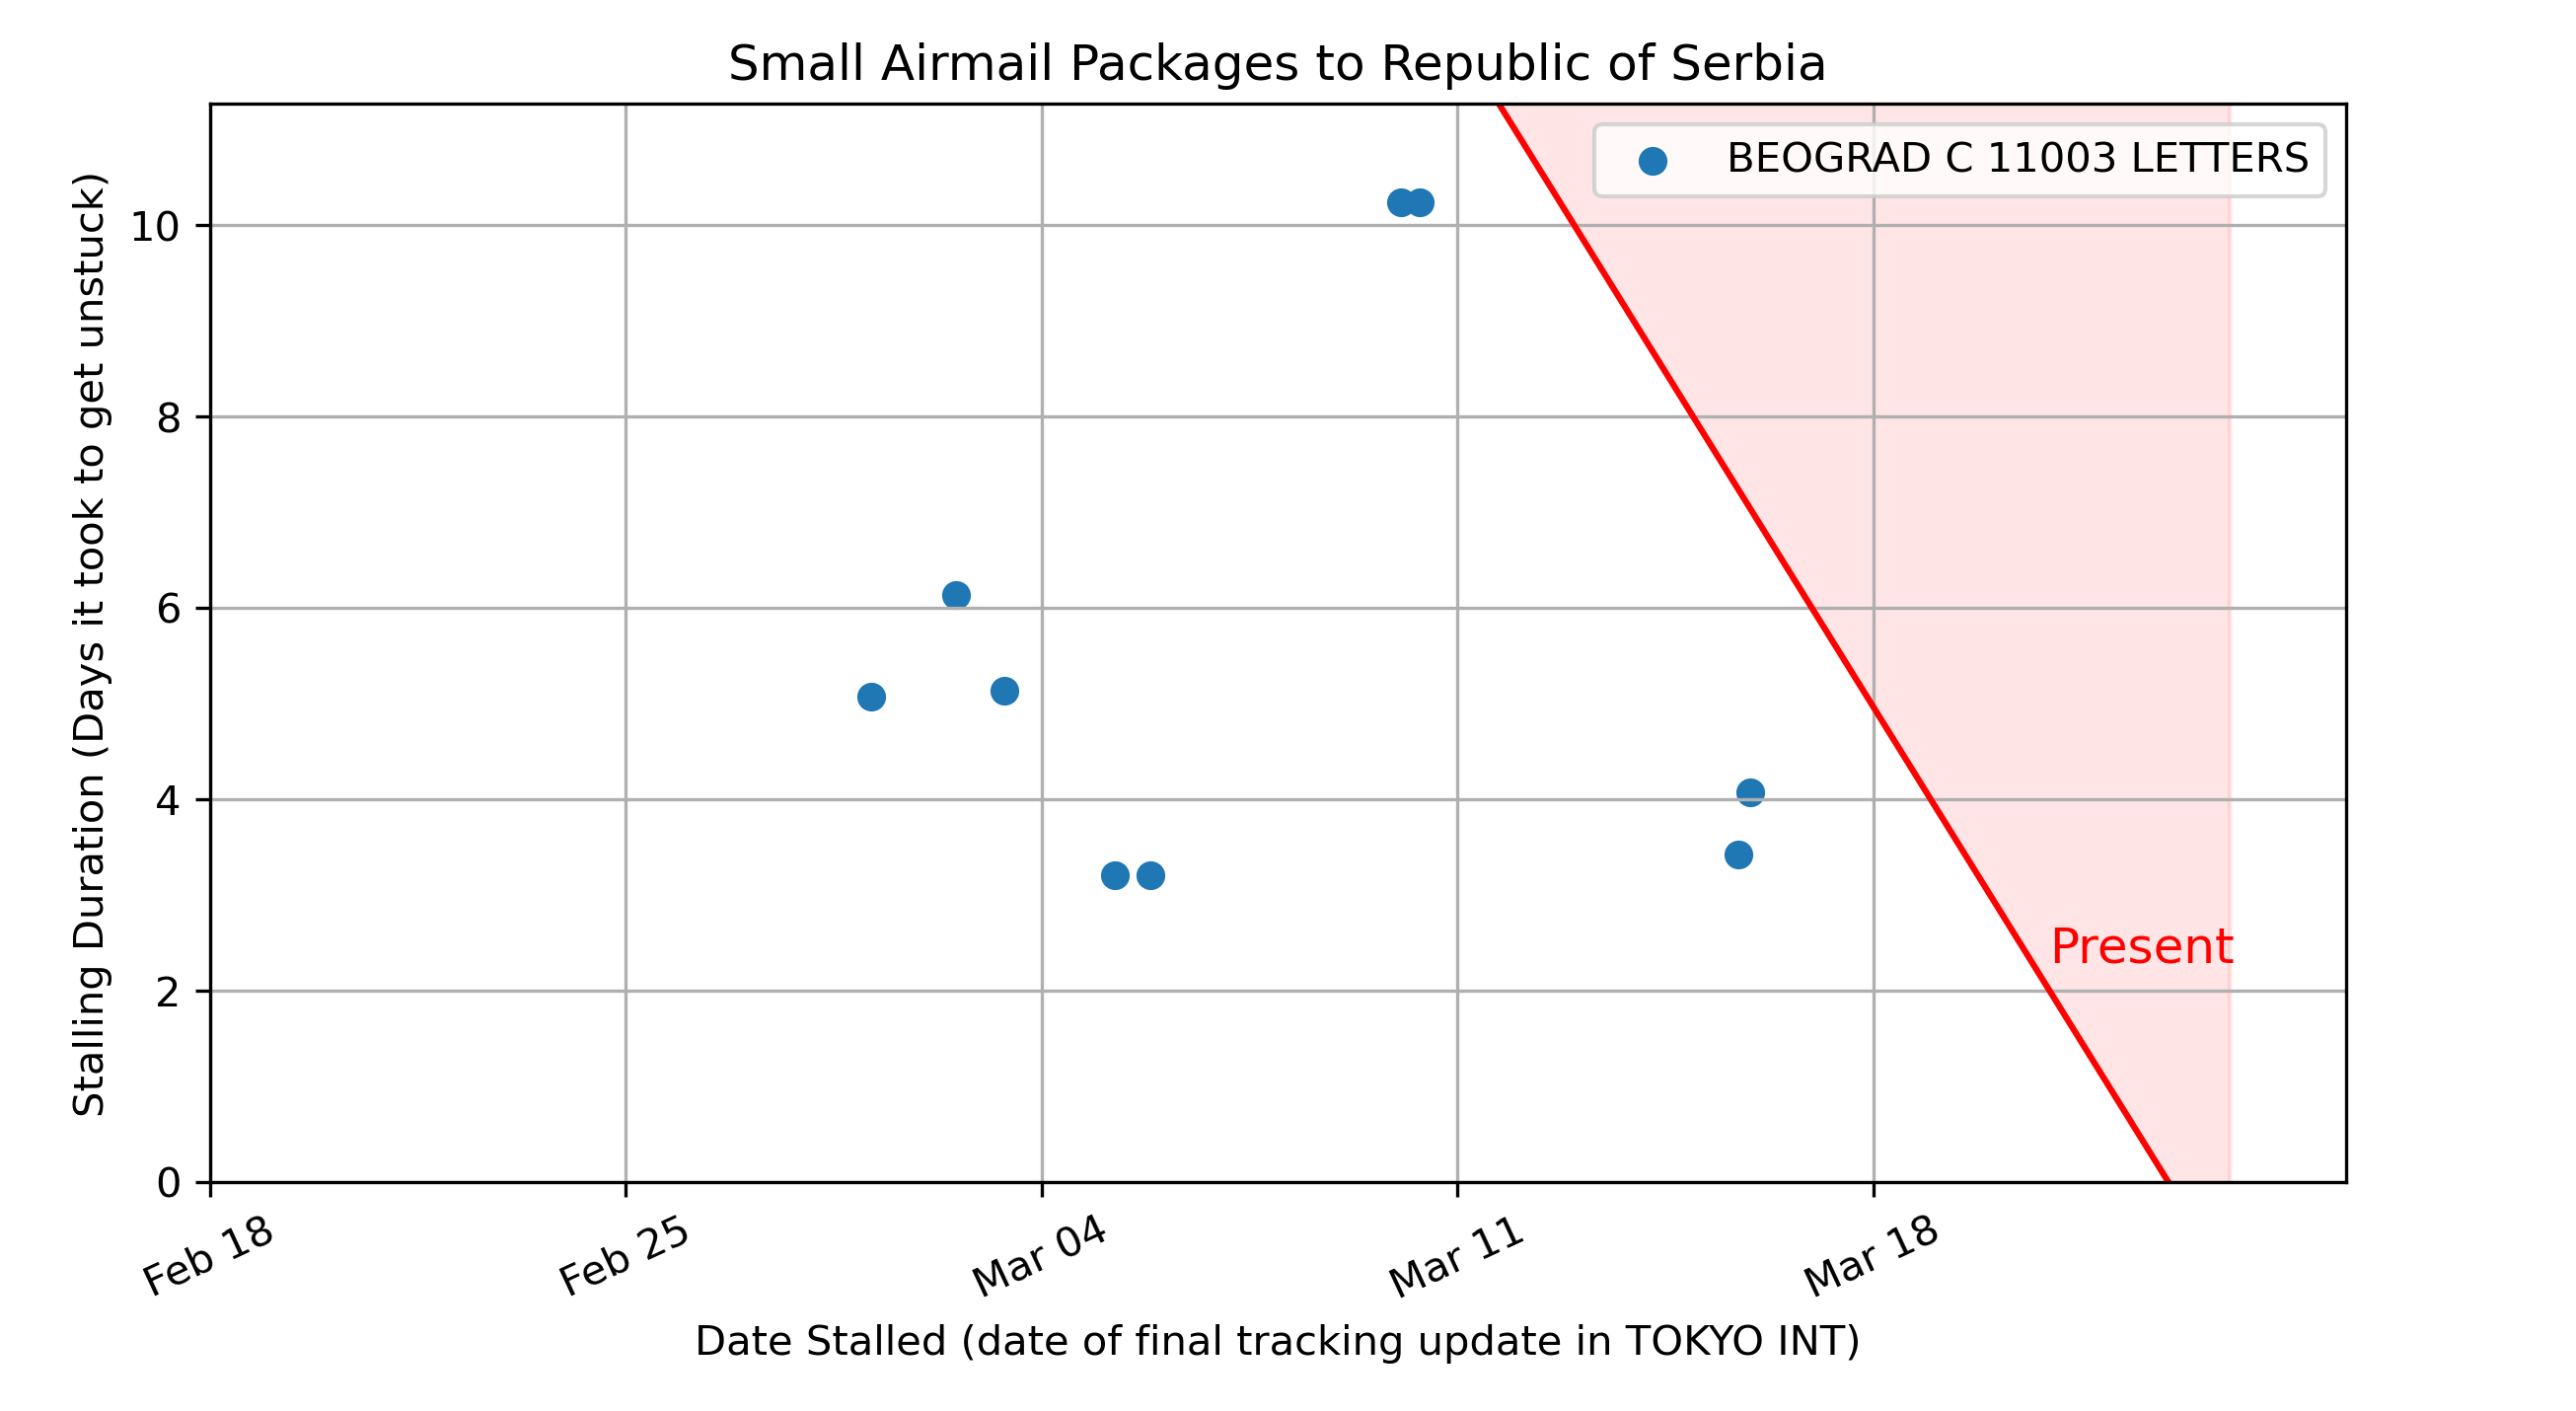 Small Airmail Packages to Republic of Serbia
BEOGRAD C 11003 LETTERS
Stalling Duration (Days it took to get unstuck)
10
8
6
4
2
0
Present
Feb 18
Feb 25
Mar 04
Mar 11
Mar 18
Date Stalled (date of final tracking update in TOKYO INT)